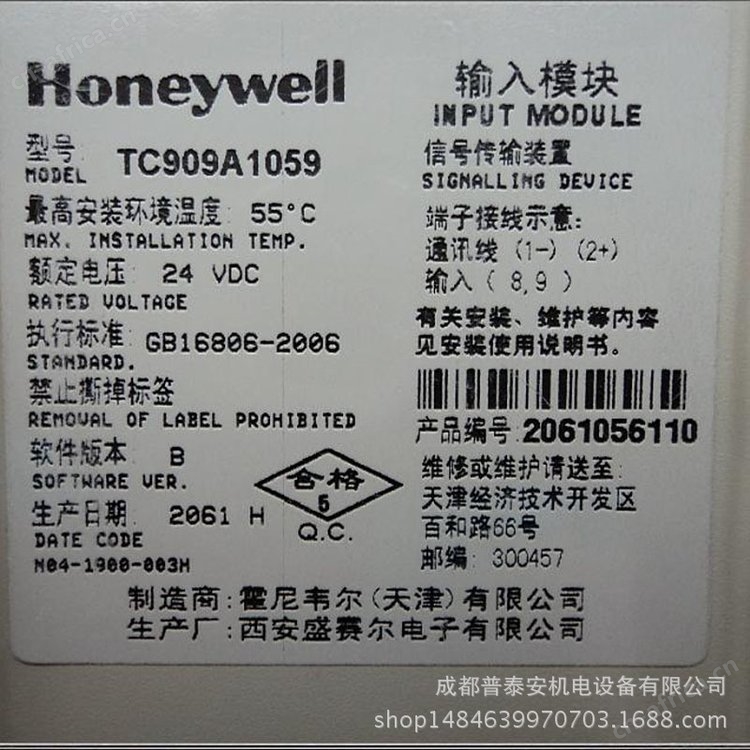 Honeywell
型号
MODEL
TC909A1059
最高安装环境温度: 55°C
MAX. INSTALLATION TEMP.
额定电压: 24 VDC
RATED VOLTAGE
执行标准: GB16806-2006
STANDARD.
禁止撕掉标签
REMOVAL OF LABEL PROHIBITED
软件版本: B
SOFTWARE VER.
生产日期: 2061 H
DATE CODE
N04-1900-003M
合格
5
Q.C.
输入模块
INPUT MODULE
信号传输装置
SIGNALLING DEVICE
端子接线示意:
通讯线 (1-) (2+)
输入 (8,9)
有关安装、维护等内容
见安装使用说明书。
产品编号: 2061056110
维修或维护请送至:
天津经济技术开发区
百和路66号
邮编: 300457
制造商: 霍尼韦尔(天津)有限公司
生产厂: 西安盛赛尔电子有限公司
成都普泰安机电设备有限公司
shop1484639970703.1688.com